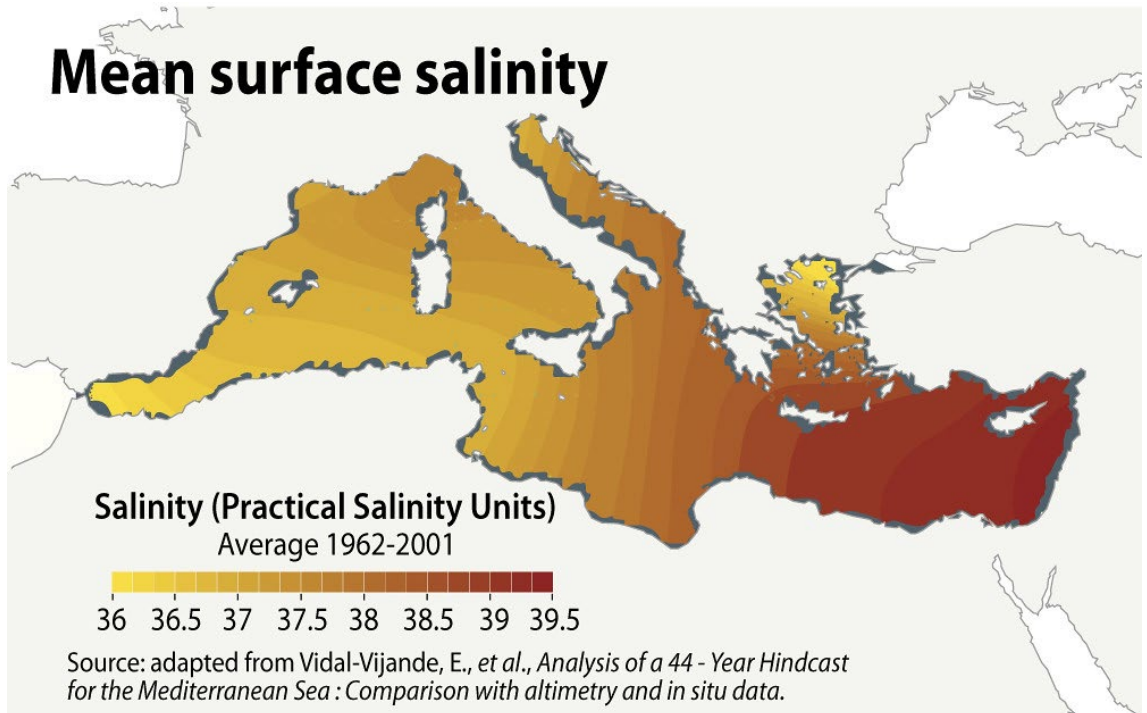 Mean surface salinity
Salinity (Practical Salinity Units)
Average 1962-2001
36 36.5 37 37.5 38 38.5 39 39.5
Source: adapted from Vidal-Vijande, E., et al., Analysis of a 44 - Year Hindcast
for the Mediterranean Sea : Comparison with altimetry and in situ data.